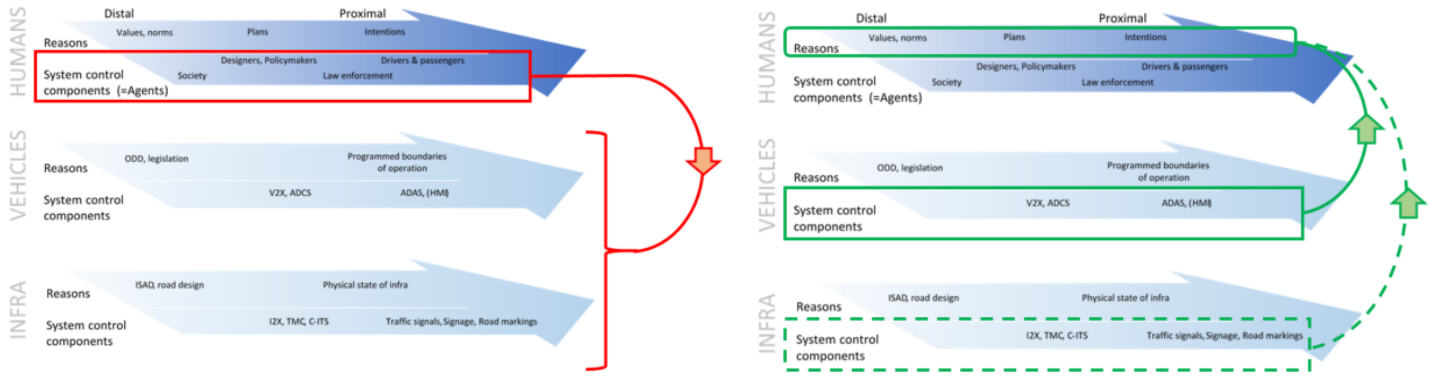 HUMANS
Distal Proximal
Values, norms Plans Intentions
Reasons
Designers, Policymakers Drivers & passengers
System control
components (=Agents)
Society Law enforcement
VEHICLES
ODD, legislation Programmed boundaries
of operation
Reasons
System control
components
V2X, ADCS ADAS, (HMI)
INFRA
ISAD, road design Physical state of infra
Reasons
System control
components
I2X, TMC, C-ITS Traffic signals, Signage, Road markings
HUMANS
Distal Proximal
Values, norms Plans Intentions
Reasons
Designers, Policymakers Drivers & passengers
System control
components (=Agents)
Society Law enforcement
VEHICLES
ODD, legislation Programmed boundaries
of operation
Reasons
System control
components
V2X, ADCS ADAS, (HMI)
INFRA
ISAD, road design Physical state of infra
Reasons
System control
components
I2X, TMC, C-ITS Traffic signals, Signage, Road markings